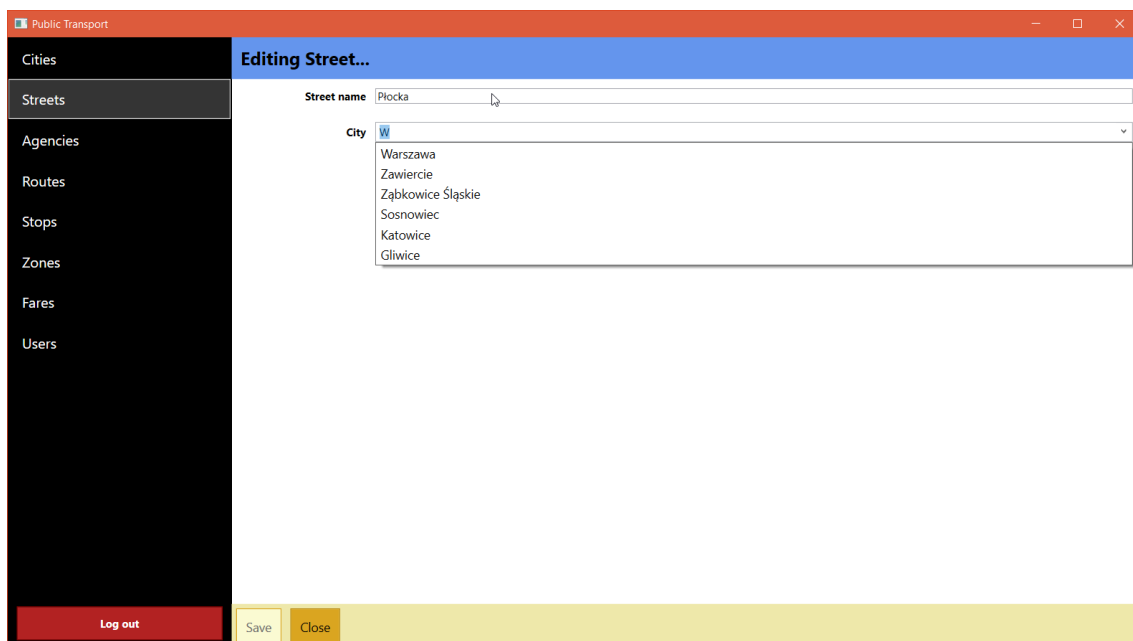 Public Transport
Cities
Streets
Agencies
Routes
Stops
Zones
Fares
Users
Log out
Editing Street...
Street name Płocka
City W
Warszawa
Zawiercie
Ząbkowice Śląskie
Sosnowiec
Katowice
Gliwice
Save Close